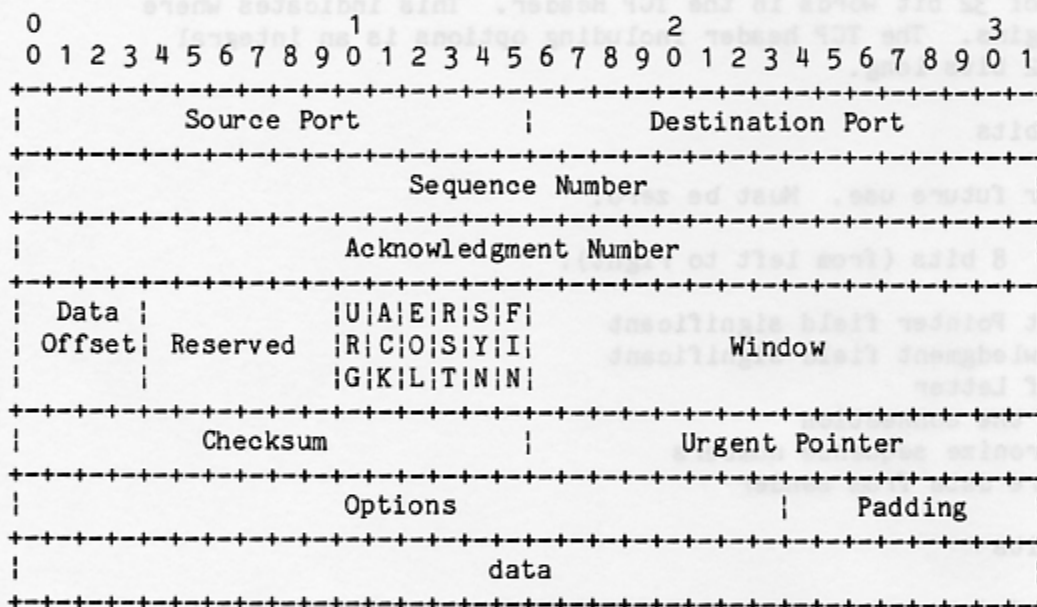 0 1 2 3
0 1 2 3 4 5 6 7 8 9 0 1 2 3 4 5 6 7 8 9 0 1 2 3 4 5 6 7 8 9 0 1
+-+-+-+-+-+-+-+-+-+-+-+-+-+-+-+-+-+-+-+-+-+-+-+-+-+-+-+-+-+-+-+-
¦ Source Port ¦ Destination Port
+-+-+-+-+-+-+-+-+-+-+-+-+-+-+-+-+-+-+-+-+-+-+-+-+-+-+-+-+-+-+-+-
¦ Sequence Number
+-+-+-+-+-+-+-+-+-+-+-+-+-+-+-+-+-+-+-+-+-+-+-+-+-+-+-+-+-+-+-+-
¦ Acknowledgment Number
+-+-+-+-+-+-+-+-+-+-+-+-+-+-+-+-+-+-+-+-+-+-+-+-+-+-+-+-+-+-+-+-
¦ Data ¦ ¦U¦A¦E¦R¦S¦F¦
¦ Offset¦ Reserved ¦R¦C¦O¦S¦Y¦I¦ Window
¦ ¦ ¦G¦K¦L¦T¦N¦N¦
+-+-+-+-+-+-+-+-+-+-+-+-+-+-+-+-+-+-+-+-+-+-+-+-+-+-+-+-+-+-+-+-
¦ Checksum ¦ Urgent Pointer
+-+-+-+-+-+-+-+-+-+-+-+-+-+-+-+-+-+-+-+-+-+-+-+-+-+-+-+-+-+-+-+-
¦ Options ¦ Padding
+-+-+-+-+-+-+-+-+-+-+-+-+-+-+-+-+-+-+-+-+-+-+-+-+-+-+-+-+-+-+-+-
¦ data
+-+-+-+-+-+-+-+-+-+-+-+-+-+-+-+-+-+-+-+-+-+-+-+-+-+-+-+-+-+-+-+-